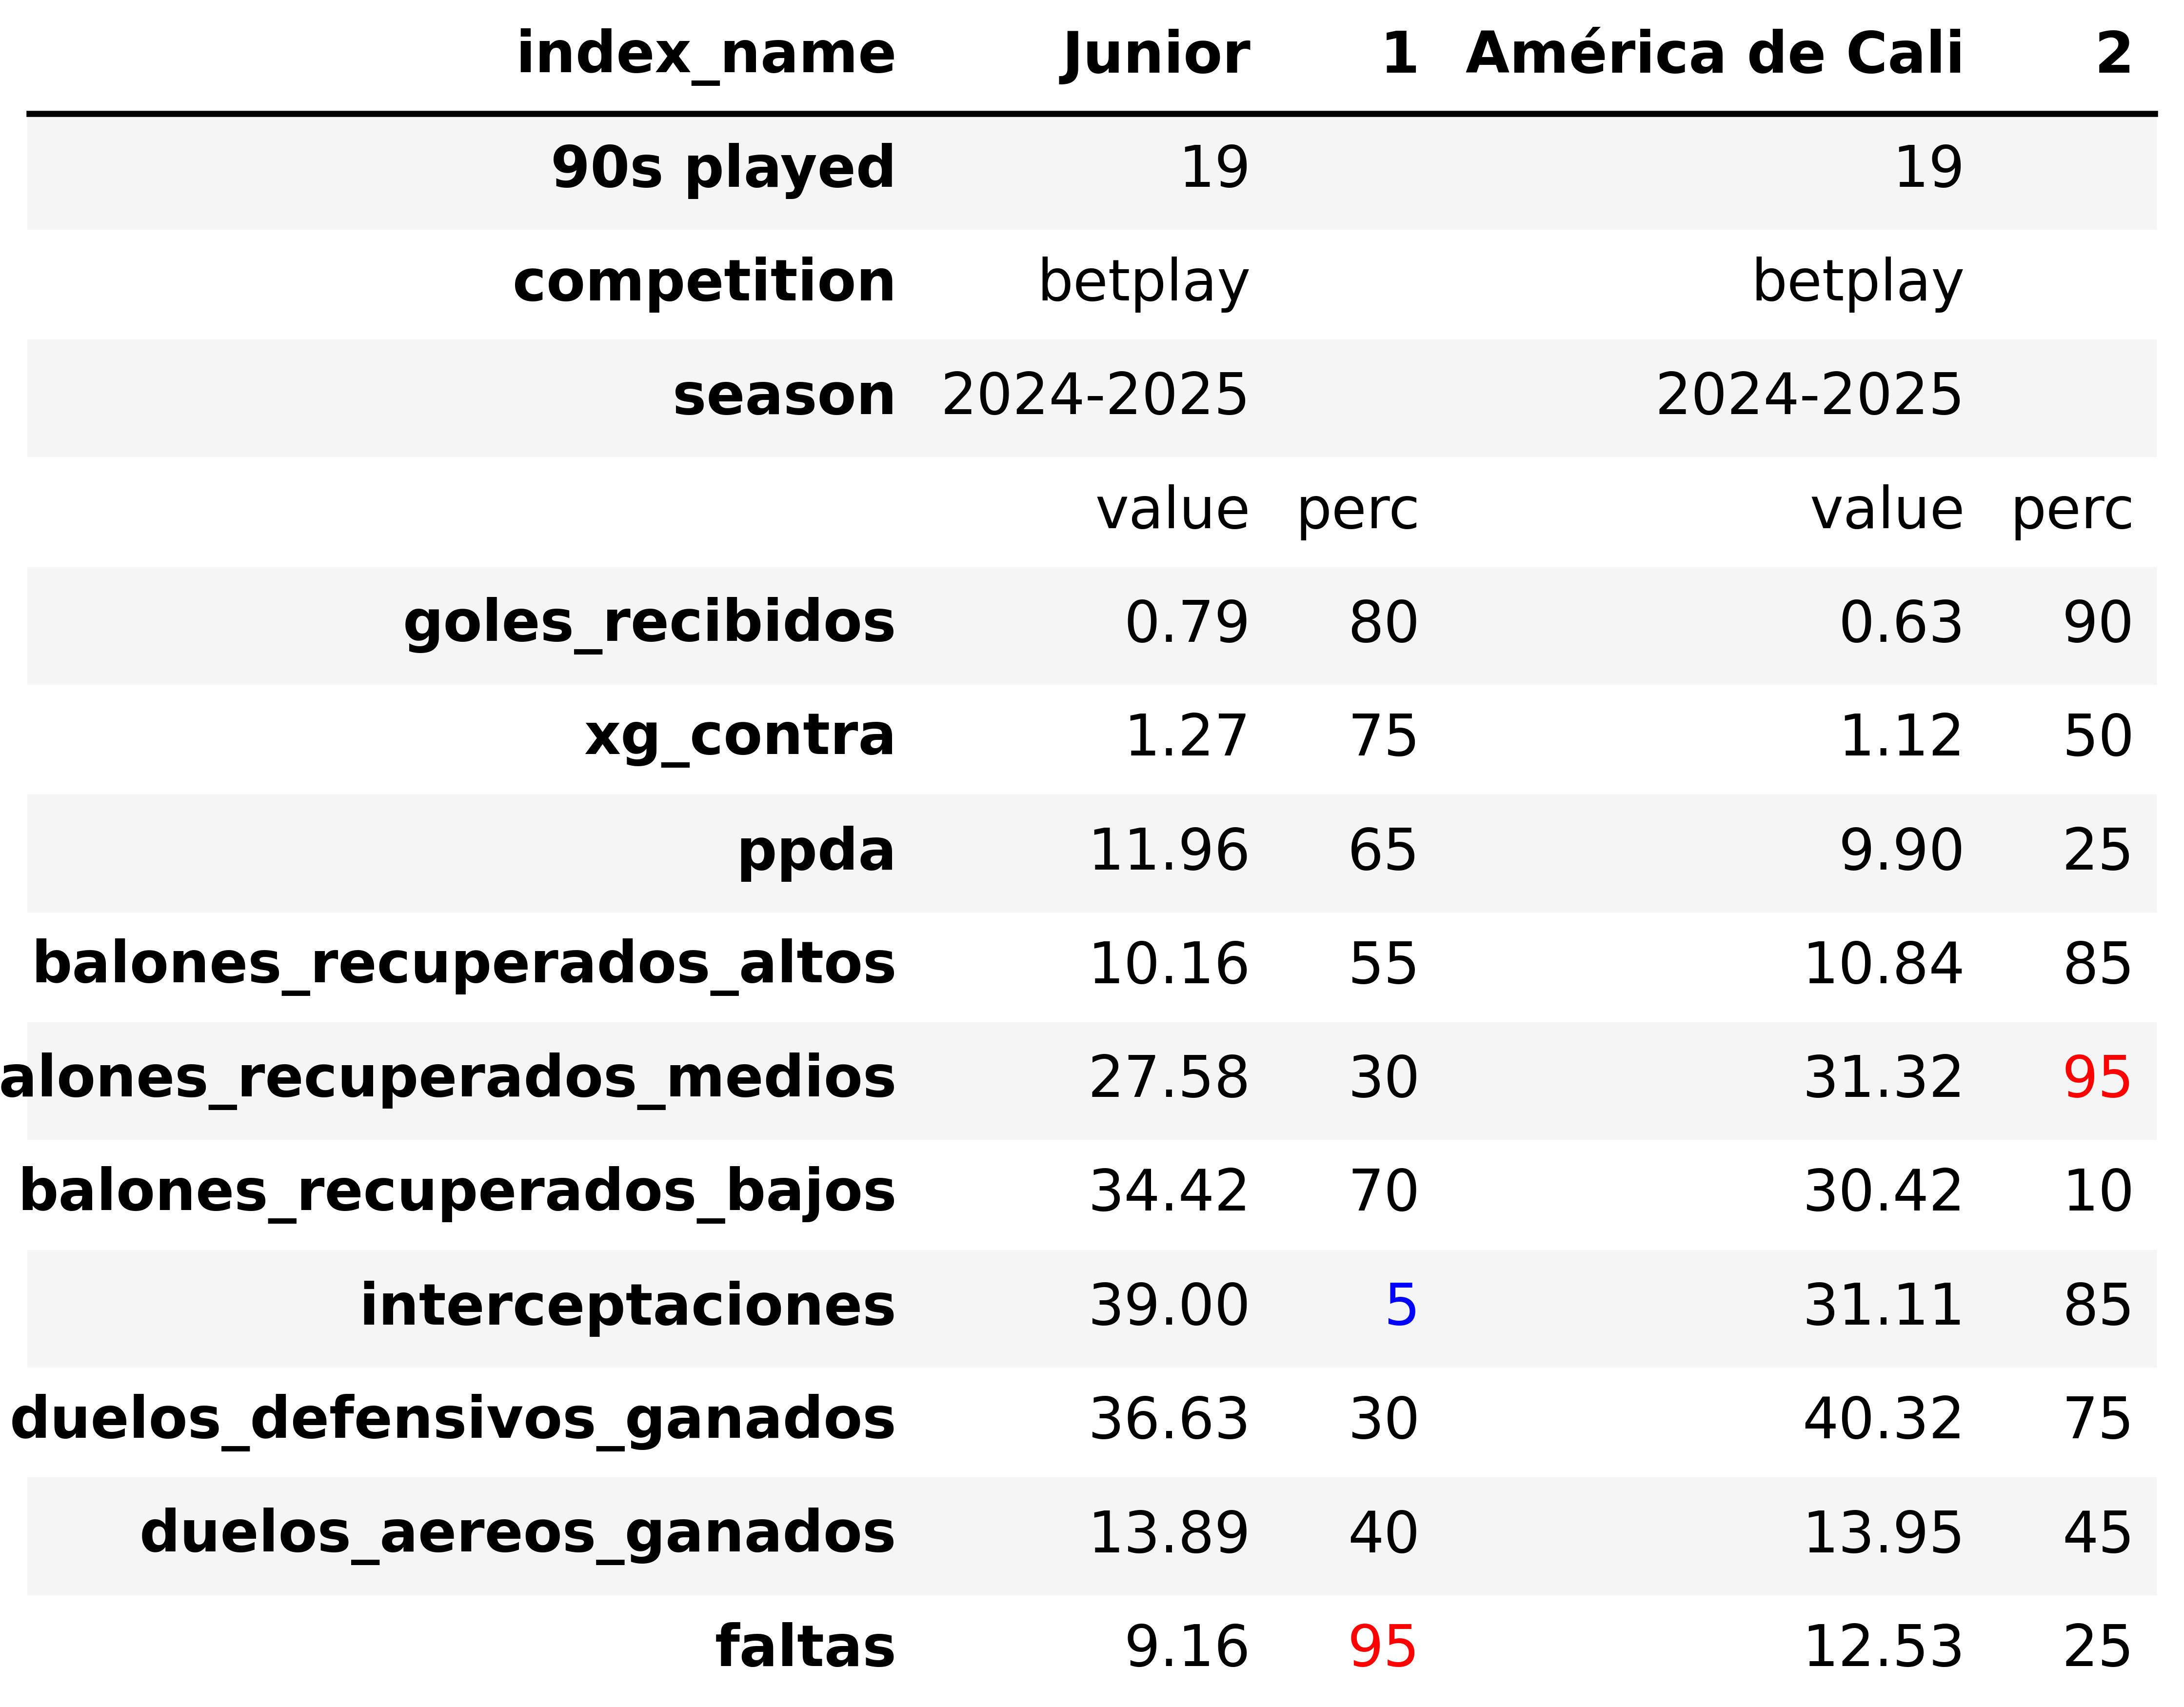 index_name Junior 1 América de Cali 2
90s played 19 19
competition betplay betplay
season 2024-2025 2024-2025
value perc value perc
goles_recibidos 0.79 80 0.63 90
xg_contra 1.27 75 1.12 50
ppda 11.96 65 9.90 25
balones_recuperados_altos 10.16 55 10.84 85
alones_recuperados_medios 27.58 30 31.32 95
balones_recuperados_bajos 34.42 70 30.42 10
interceptaciones 39.00 5 31.11 85
duelos_defensivos_ganados 36.63 30 40.32 75
duelos_aereos_ganados 13.89 40 13.95 45
faltas 9.16 95 12.53 25